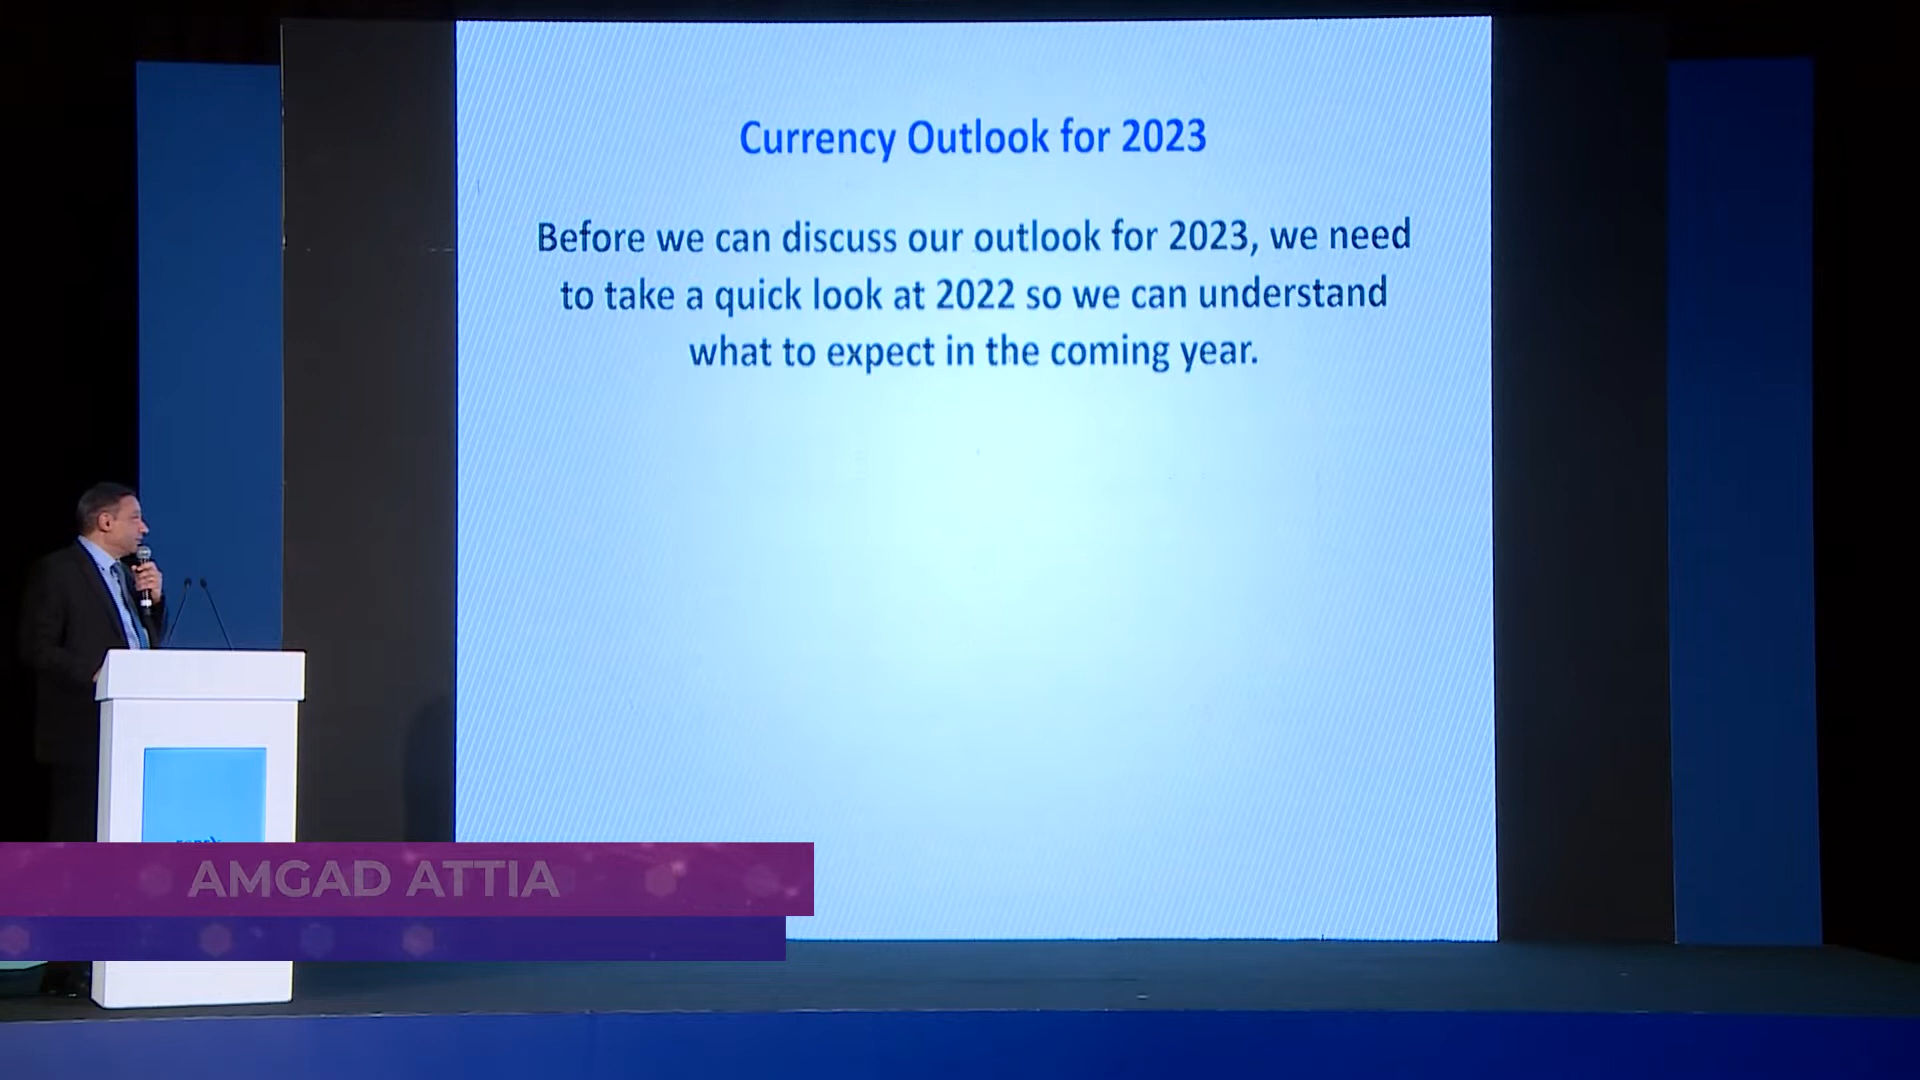 Currency Outlook for 2023
Before we can discuss our outlook for 2023, we need
to take a quick look at 2022 so we can understand
what to expect in the coming year.
AMGAD ATTIA